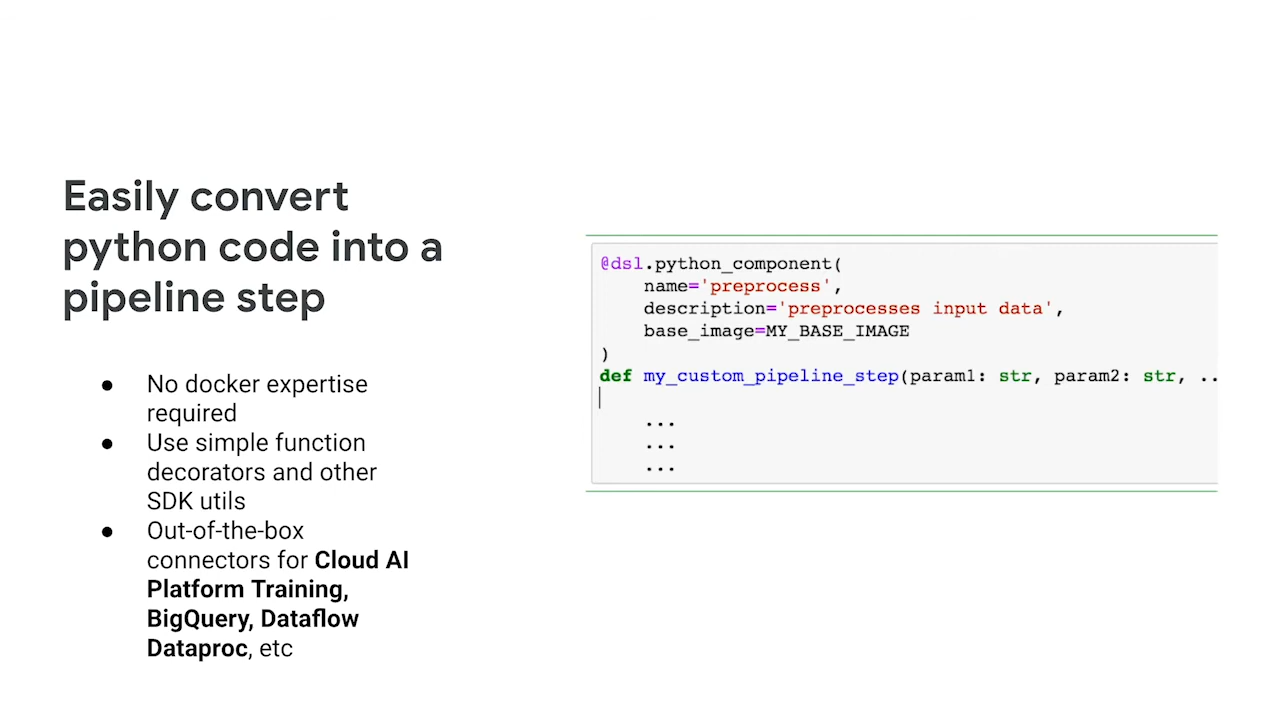 Easily convert
python code into a
pipeline step
● No docker expertise
required
● Use simple function
decorators and other
SDK utils
● Out-of-the-box
connectors for Cloud AI
Platform Training,
BigQuery, Dataflow
Dataproc, etc
@dsl.python_component(
    name='preprocess',
    description='preprocesses input data',
    base_image=MY_BASE_IMAGE
)
def my_custom_pipeline_step(param1: str, param2: str, ..
    ...
    ...
    ...